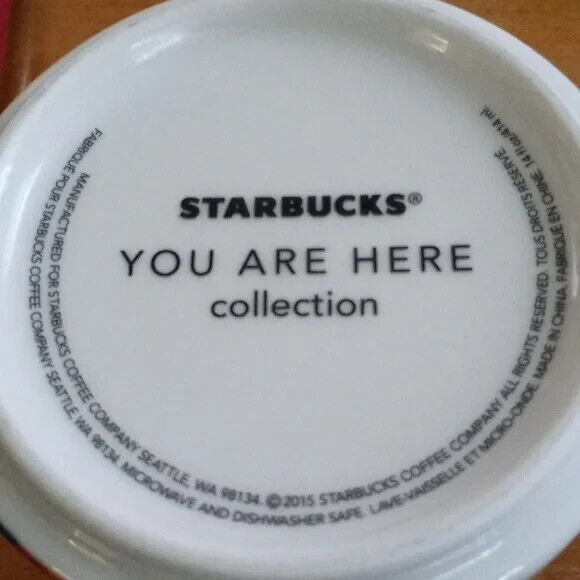 STARBUCKS®
YOU ARE HERE
collection
MANUFACTURED FOR STARBUCKS COFFEE COMPANY SEATTLE, WA 98134. ©2015 STARBUCKS COFFEE COMPANY ALL RIGHTS RESERVED. TOUS DROITS RÉSERVÉ.
FABRIQUÉ POUR STARBUCKS COFFEE COMPANY SEATTLE, WA 98134. MICROWAVE AND DISHWASHER SAFE. LAVE-VAISSELLE ET MICRO-ONDE. MADE IN CHINA. FABRIQUÉ EN CHINE. 14 fl oz/414 ml